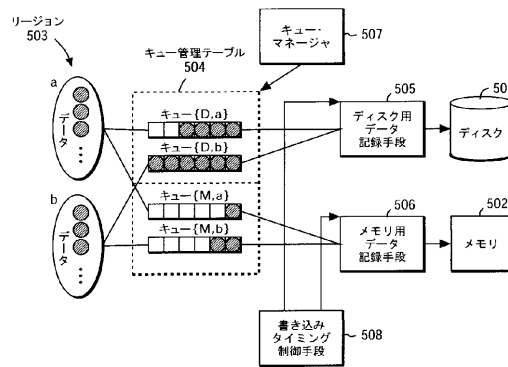 リージョン
503
キュー・
マネージャ
507
キュー管理テーブル
504
a
データ
…
キュー{D,a}
キュー{D,b}
505
ディスク用
データ
記録手段
ディスク
b
データ
…
キュー{M,a}
キュー{M,b}
506
メモリ用
データ
記録手段
502
メモリ
書き込み
タイミング
制御手段
508